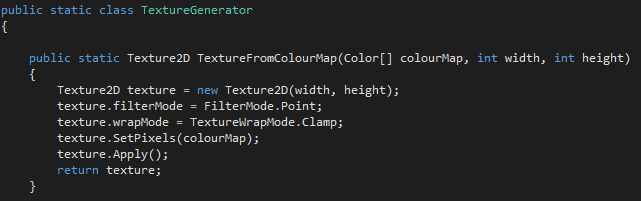 public static class TextureGenerator
{
public static Texture2D TextureFromColourMap(Color[] colourMap, int width, int height)
{
Texture2D texture = new Texture2D(width, height);
texture.filterMode = FilterMode.Point;
texture.wrapMode = TextureWrapMode.Clamp;
texture.SetPixels(colourMap);
texture.Apply();
return texture;
}